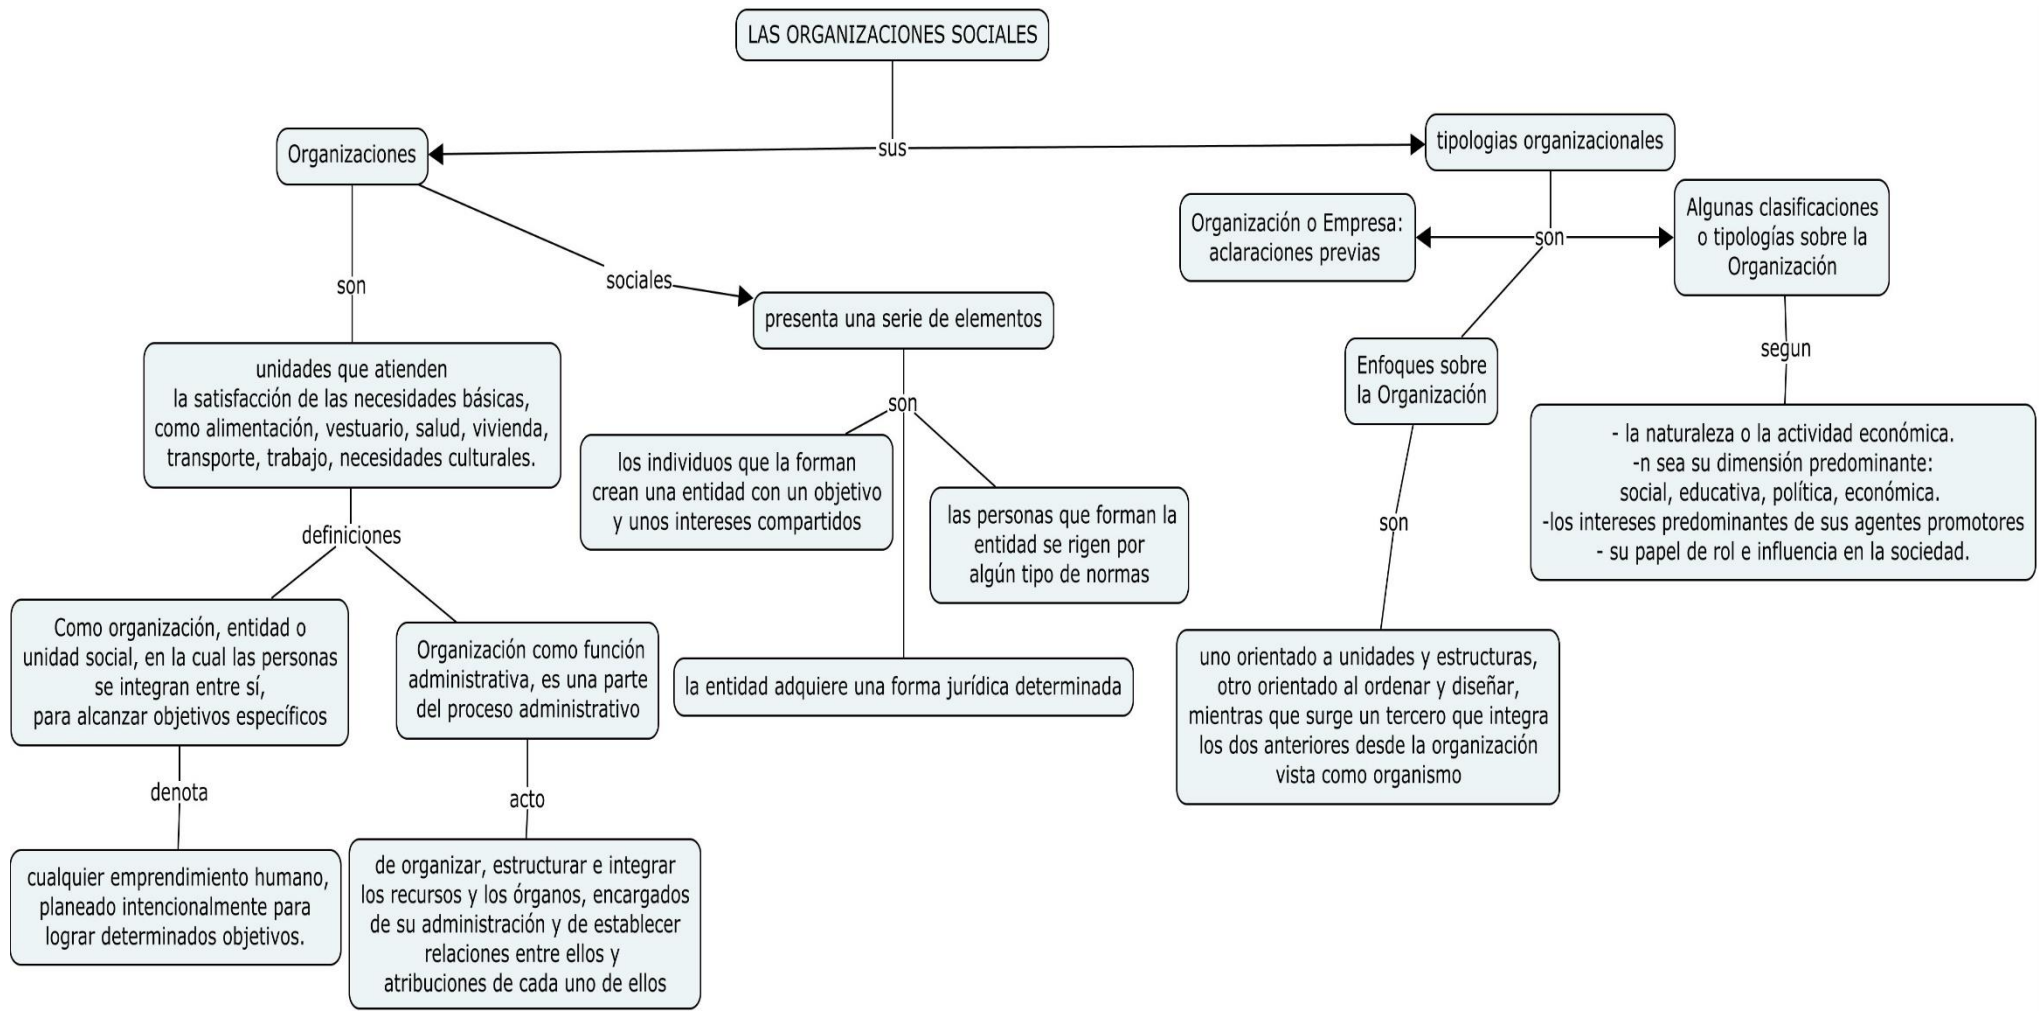 LAS ORGANIZACIONES SOCIALES
sus
Organizaciones
tipologias organizacionales
son
sociales
presenta una serie de elementos
unidades que atienden
la satisfacción de las necesidades básicas,
como alimentación, vestuario, salud, vivienda,
transporte, trabajo, necesidades culturales.
definiciones
Como organización, entidad o
unidad social, en la cual las personas
se integran entre sí,
para alcanzar objetivos específicos
denota
cualquier emprendimiento humano,
planeado intencionalmente para
lograr determinados objetivos.
Organización como función
administrativa, es una parte
del proceso administrativo
acto
de organizar, estructurar e integrar
los recursos y los órganos, encargados
de su administración y de establecer
relaciones entre ellos y
atribuciones de cada uno de ellos
son
los individuos que la forman
crean una entidad con un objetivo
y unos intereses compartidos
las personas que forman la
entidad se rigen por
algún tipo de normas
la entidad adquiere una forma jurídica determinada
son
Organización o Empresa:
aclaraciones previas
Algunas clasificaciones
o tipologías sobre la
Organización
Enfoques sobre
la Organización
son
uno orientado a unidades y estructuras,
otro orientado al ordenar y diseñar,
mientras que surge un tercero que integra
los dos anteriores desde la organización
vista como organismo
segun
- la naturaleza o la actividad económica.
-n sea su dimensión predominante:
social, educativa, política, económica.
-los intereses predominantes de sus agentes promotores
- su papel de rol e influencia en la sociedad.